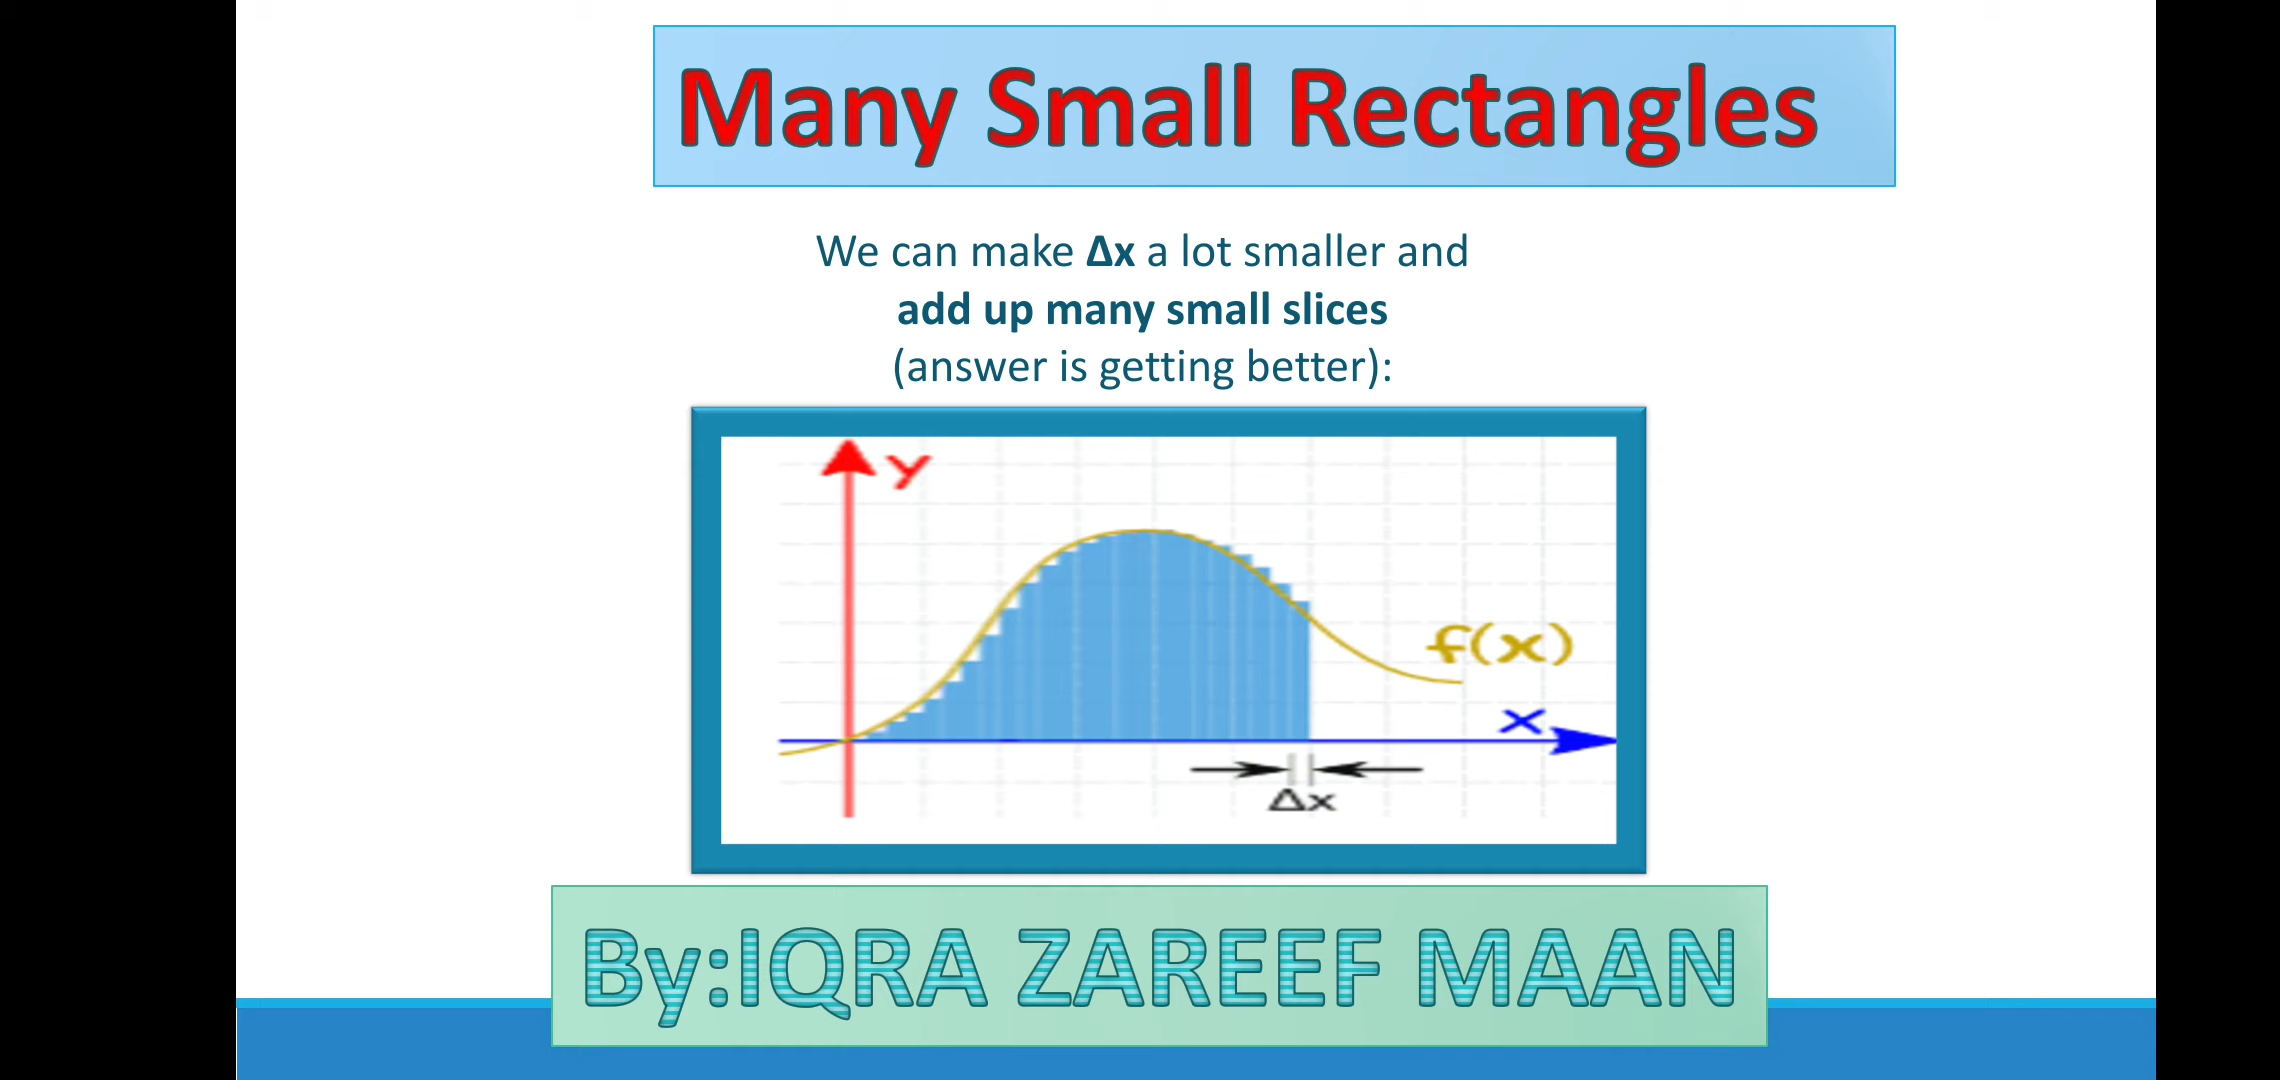 Many Small Rectangles
We can make Δx a lot smaller and
add up many small slices
(answer is getting better):
y
f(x)
x
Δx
By:IQRA ZAREEF MAAN